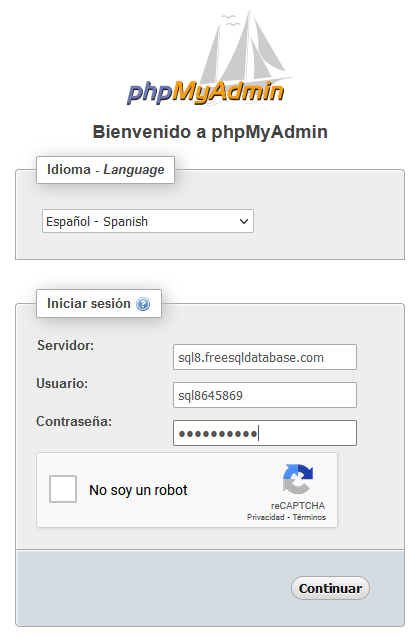 phpMyAdmin
Bienvenido a phpMyAdmin
Idioma - Language
Español - Spanish
Iniciar sesión
Servidor:
sql8.freesqldatabase.com
Usuario:
sql8645869
Contraseña:
●●●●●●●●●●
No soy un robot
reCAPTCHA
Privacidad - Términos
Continuar